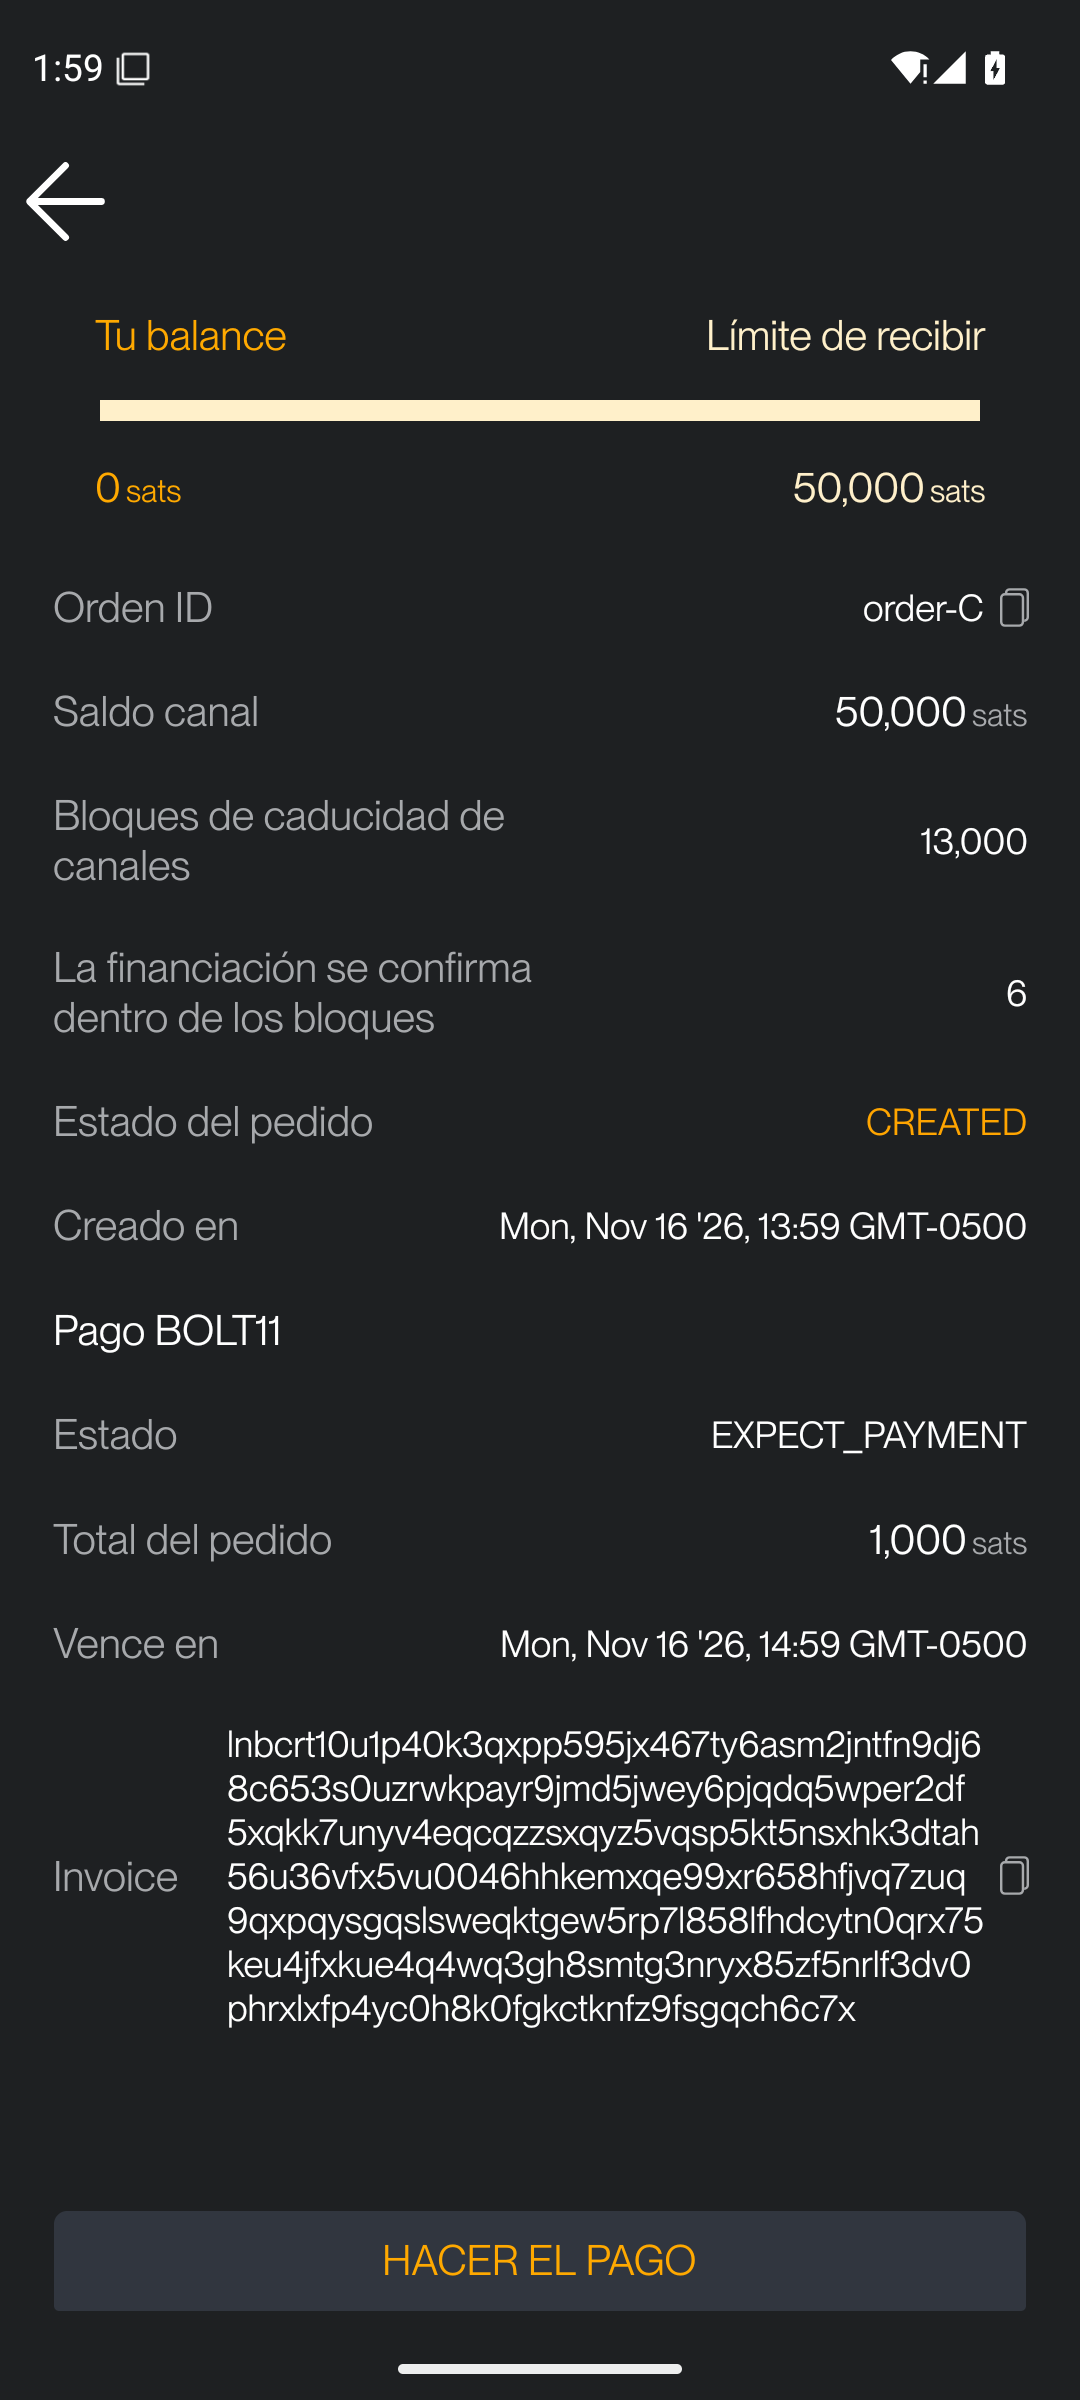 1:59
Tu balance
Límite de recibir
0 sats
50,000 sats
Orden ID
order-C
Saldo canal
50,000 sats
Bloques de caducidad de
canales
13,000
La financiación se confirma
dentro de los bloques
6
Estado del pedido
CREATED
Creado en
Mon, Nov 16 '26, 13:59 GMT-0500
Pago BOLT11
Estado
EXPECT_PAYMENT
Total del pedido
1,000 sats
Vence en
Mon, Nov 16 '26, 14:59 GMT-0500
Invoice
lnbcrt10u1p40k3qxpp595jx467ty6asm2jntfn9dj6
8c653s0uzrwkpayr9jmd5jwey6pjqdq5wper2df
5xqkk7unyv4eqcqzzsxqyz5vqsp5kt5nsxhk3dtah
56u36vfx5vu0046hhkemxqe99xr658hfjvq7zuq
9qxpqysgqslsweqktgew5rp7l858lfhdcytn0qrx75
keu4jfxkue4q4wq3gh8smtg3nryx85zf5nrlf3dv0
phrxlxfp4yc0h8k0fgkctknfz9fsgqch6c7x
HACER EL PAGO